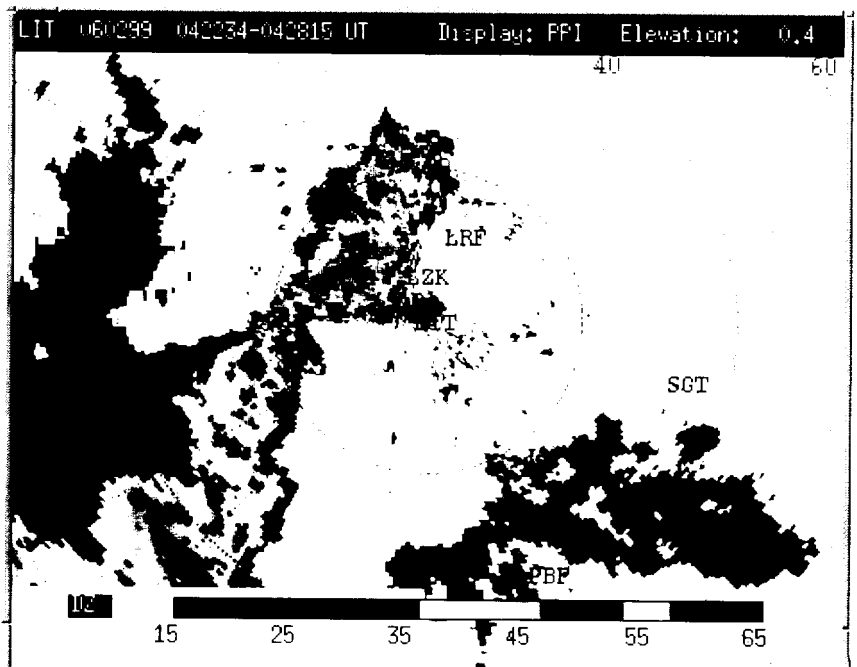 LIT 060299 042234-042815 UT Display: PPI Elevation: 0.4
40 60
LRF
LZK
LIT
SGT
PBF
15 25 35 45 55 65